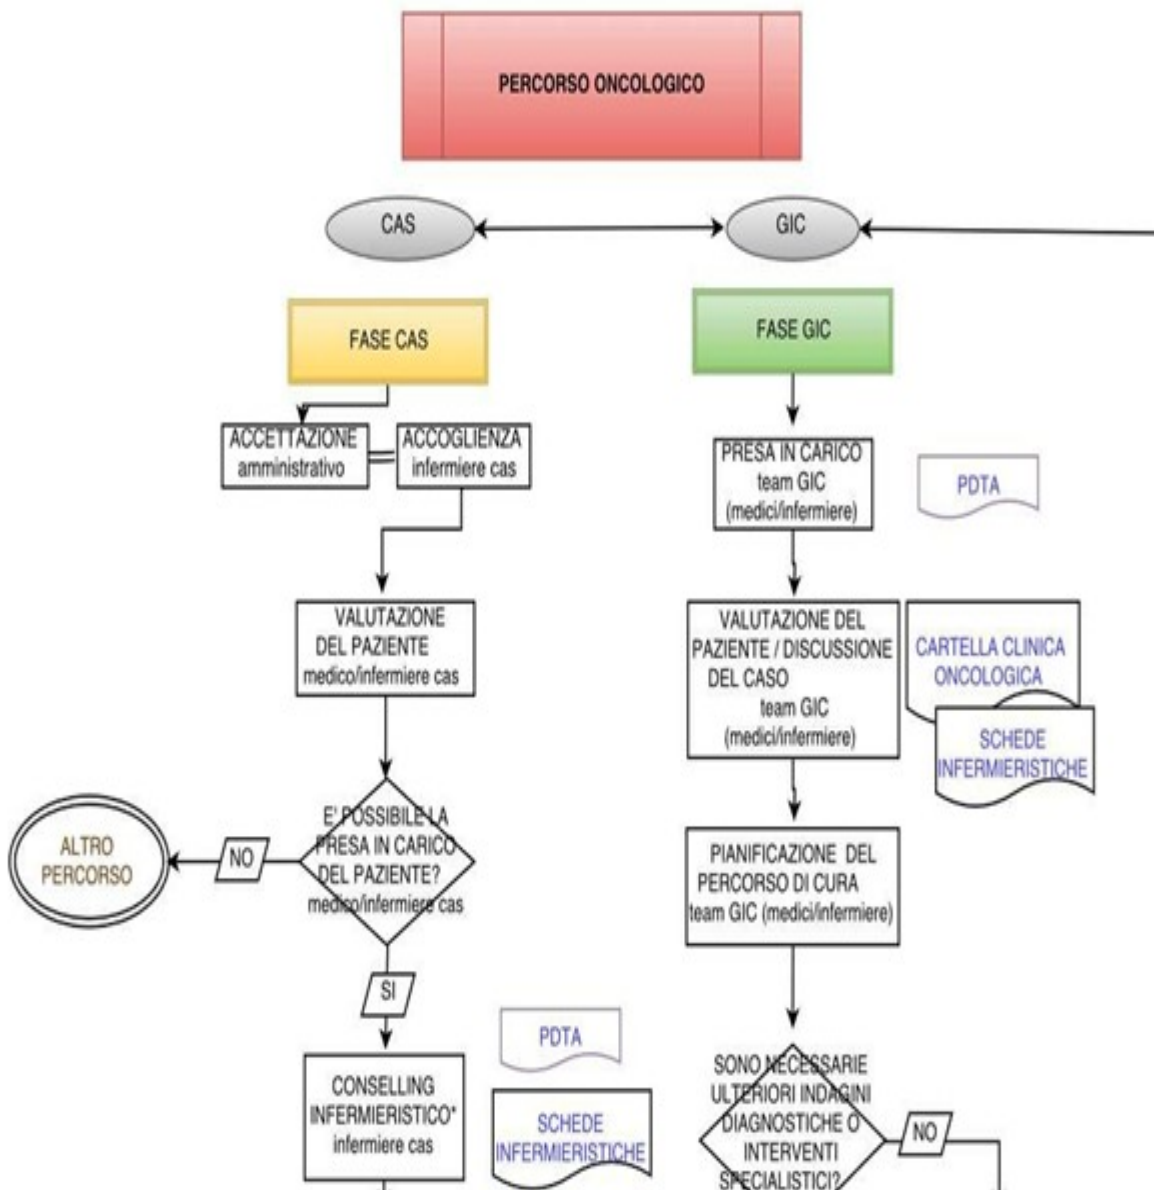 PERCORSO ONCOLOGICO
CAS
GIC
FASE CAS
FASE GIC
ACCETTAZIONE
amministrativo
ACCOGLIENZA
infermiere cas
PRESA IN CARICO
team GIC
(medici/infermiere)
PDTA
VALUTAZIONE
DEL PAZIENTE
medico/infermiere cas
VALUTAZIONE DEL
PAZIENTE / DISCUSSIONE
DEL CASO
team GIC
(medici/infermiere)
CARTELLA CLINICA
ONCOLOGICA
SCHEDE
INFERMIERISTICHE
E' POSSIBILE LA
PRESA IN CARICO
DEL PAZIENTE?
medico/infermiere cas
NO
ALTRO
PERCORSO
PIANIFICAZIONE DEL
PERCORSO DI CURA
team GIC (medici/infermiere)
SI
CONSELLING
INFERMIERISTICO*
infermiere cas
PDTA
SCHEDE
INFERMIERISTICHE
SONO NECESSARIE
ULTERIORI INDAGINI
DIAGNOSTICHE O
INTERVENTI
SPECIALISTICI?
NO